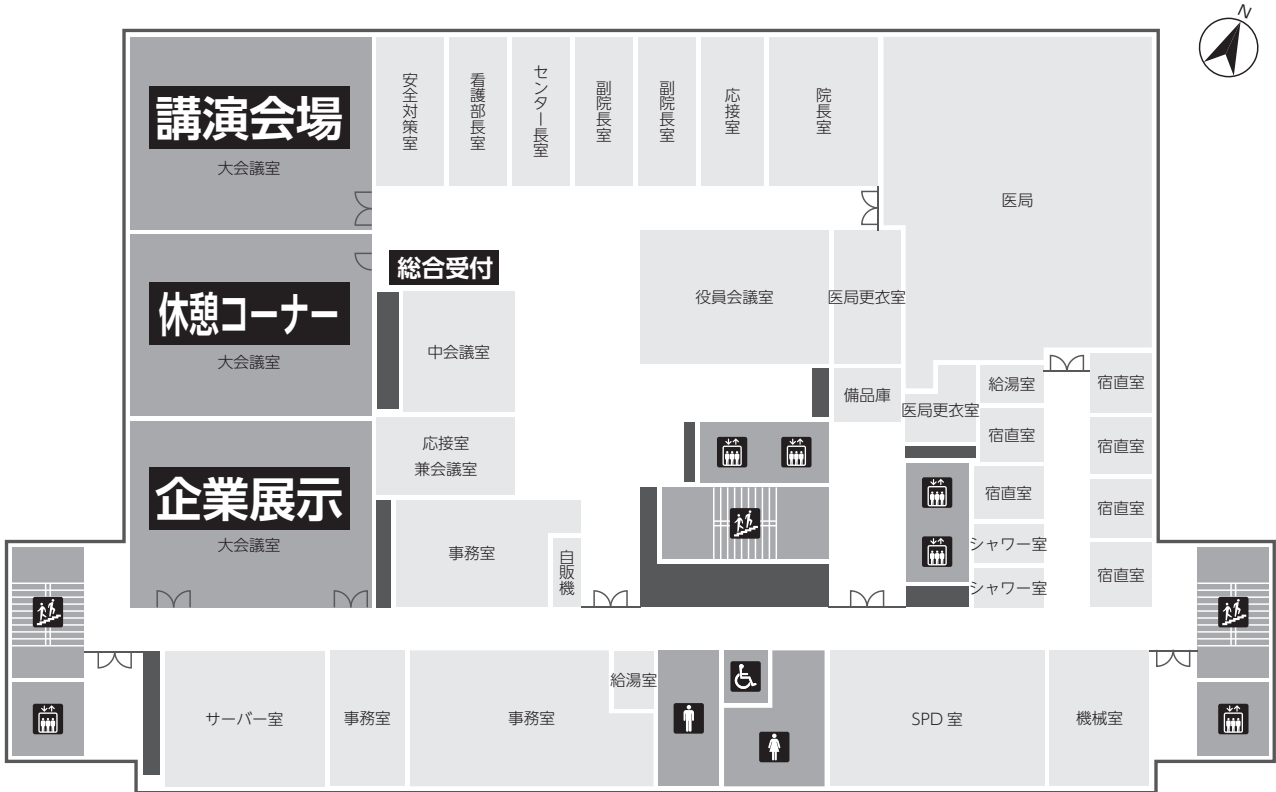 N
講演会場
大会議室
安全対策室
看護部長室
センター長室
副院長室
副院長室
応接室
院長室
医局
総合受付
休憩コーナー
大会議室
中会議室
役員会議室
医局更衣室
備品庫
医局更衣室
給湯室
宿直室
宿直室
宿直室
応接室
兼会議室
企業展示
大会議室
事務室
自販機
宿直室
宿直室
シャワー室
シャワー室
宿直室
サーバー室
事務室
事務室
給湯室
SPD 室
機械室